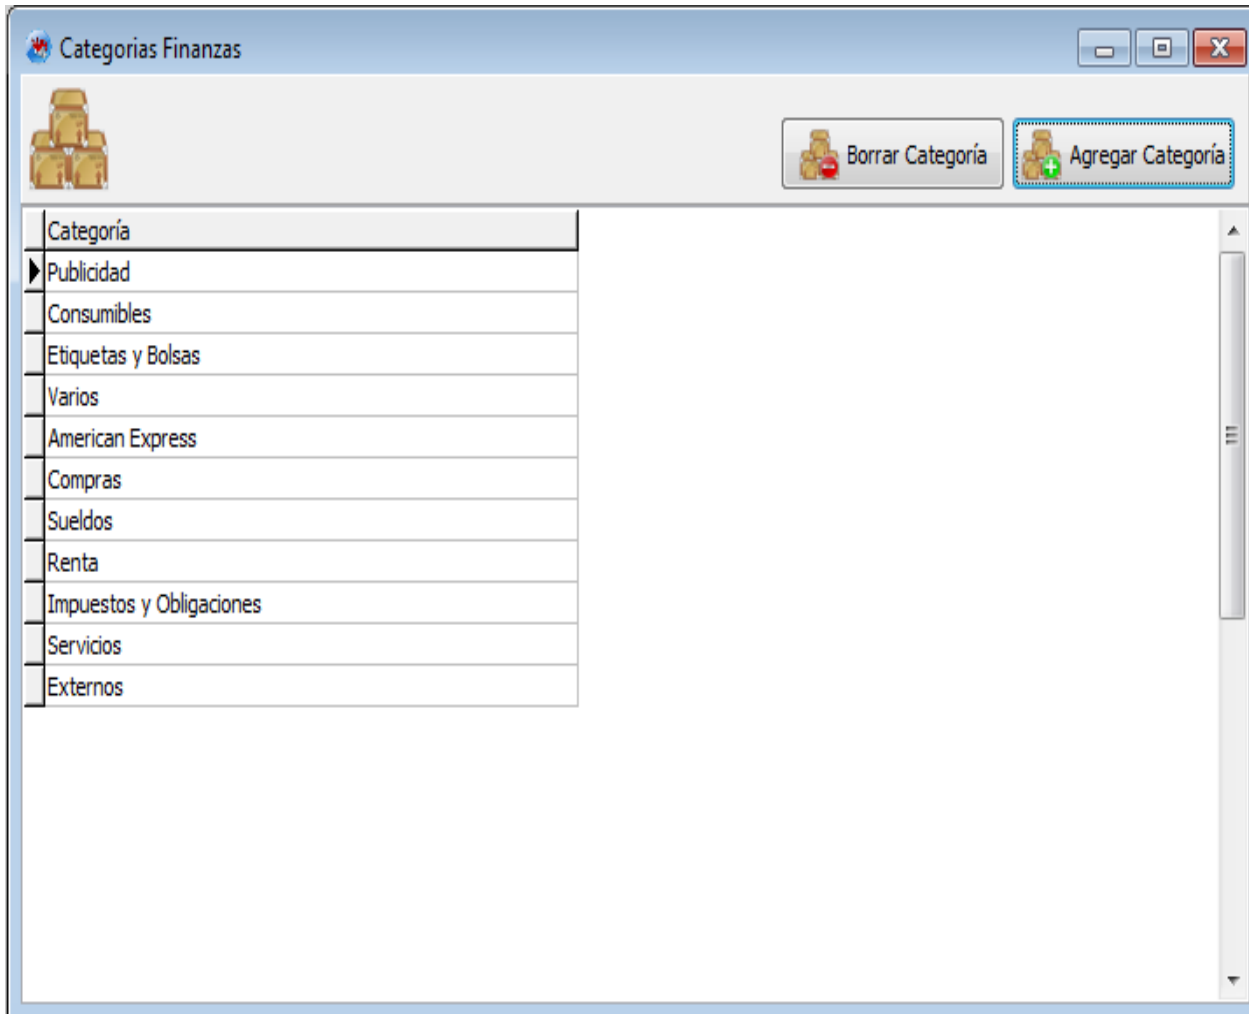 Categorias Finanzas
Borrar Categoría
Agregar Categoría
Categoría
Publicidad
Consumibles
Etiquetas y Bolsas
Varios
American Express
Compras
Sueldos
Renta
Impuestos y Obligaciones
Servicios
Externos